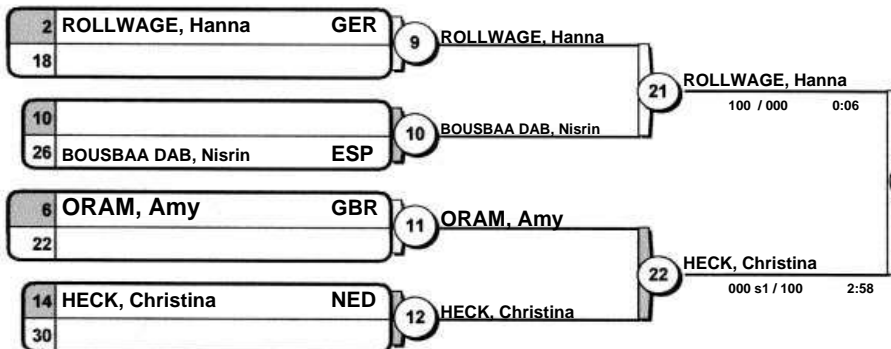 2 ROLLWAGE, Hanna GER
18
9 ROLLWAGE, Hanna
10
26 BOUSBAA DAB, Nisrin ESP
10 BOUSBAA DAB, Nisrin
21 ROLLWAGE, Hanna
100 / 000 0:06
6 ORAM, Amy GBR
22
11 ORAM, Amy
14 HECK, Christina NED
30
12 HECK, Christina
22 HECK, Christina
000 s1 / 100 2:58